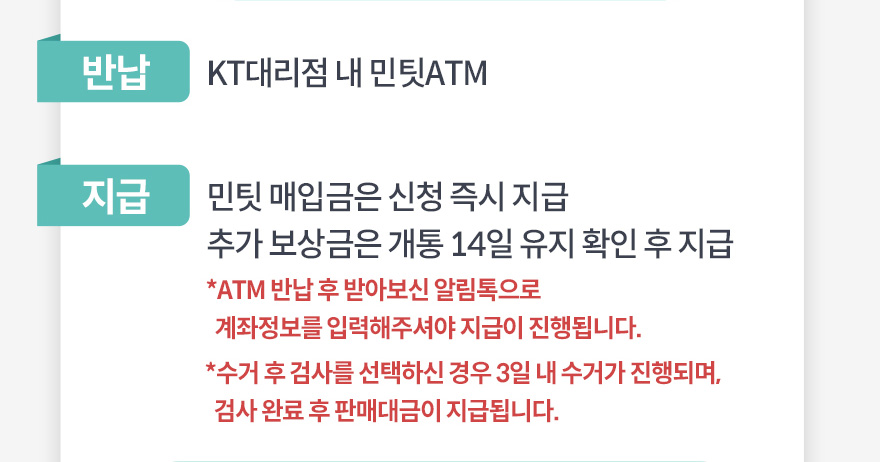 반납
KT대리점 내 민팃ATM
지급
민팃 매입금은 신청 즉시 지급
추가 보상금은 개통 14일 유지 확인 후 지급
*ATM 반납 후 받아보신 알림톡으로
계좌정보를 입력해주셔야 지급이 진행됩니다.
*수거 후 검사를 선택하신 경우 3일 내 수거가 진행되며,
검사 완료 후 판매대금이 지급됩니다.